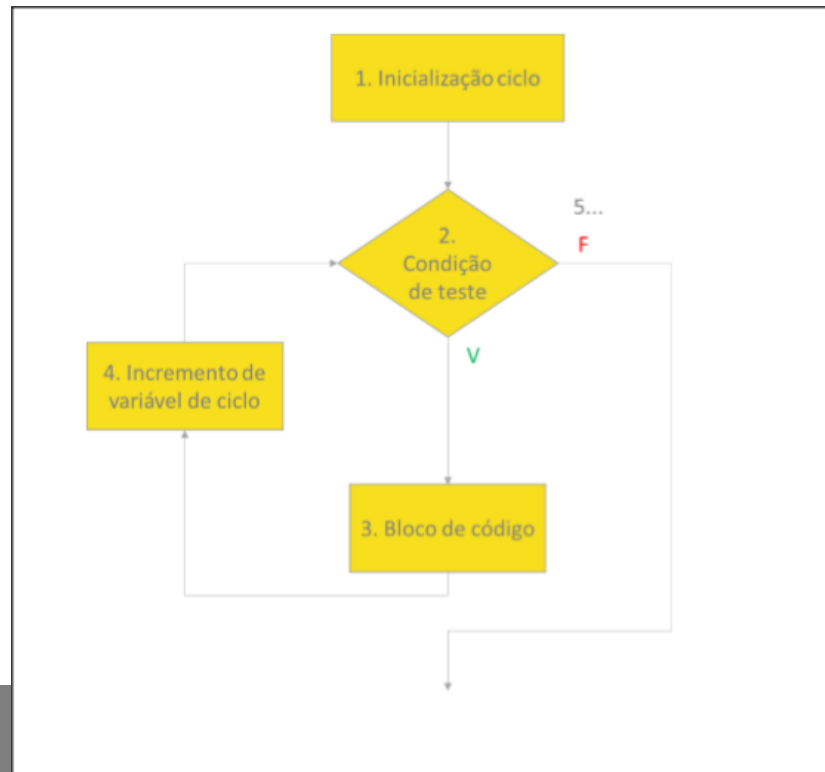 1. Inicialização ciclo
5...
F
2.
Condição
de teste
V
4. Incremento de
variável de ciclo
3. Bloco de código